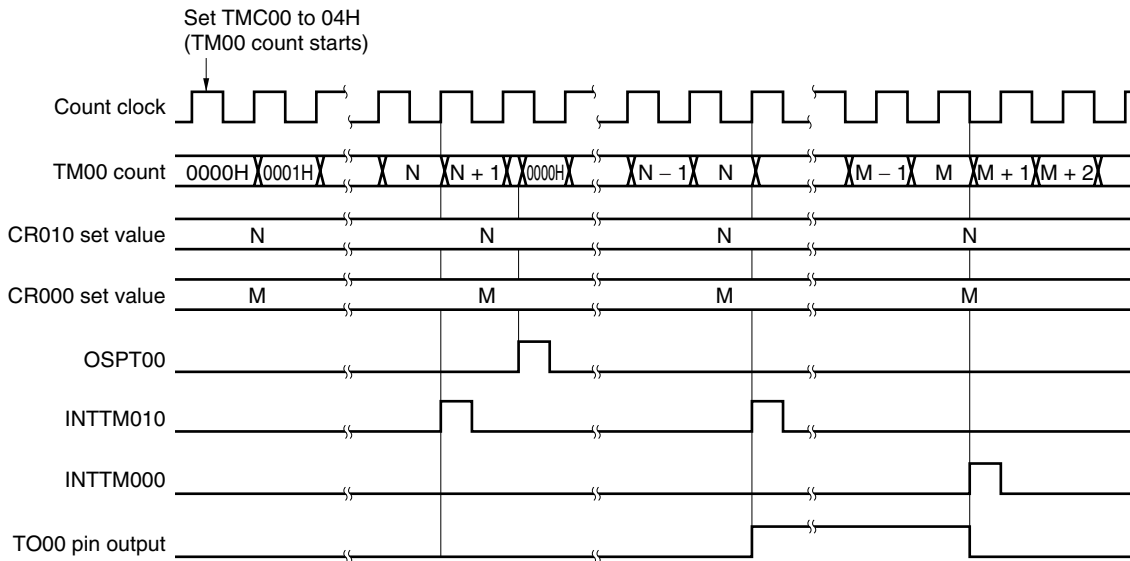 Set TMC00 to 04H
(TM00 count starts)
Count clock
TM00 count 0000H 0001H N N + 1 0000H N − 1 N M − 1 M M + 1 M + 2
CR010 set value N N N N
CR000 set value M M M M
OSPT00
INTTM010
INTTM000
TO00 pin output